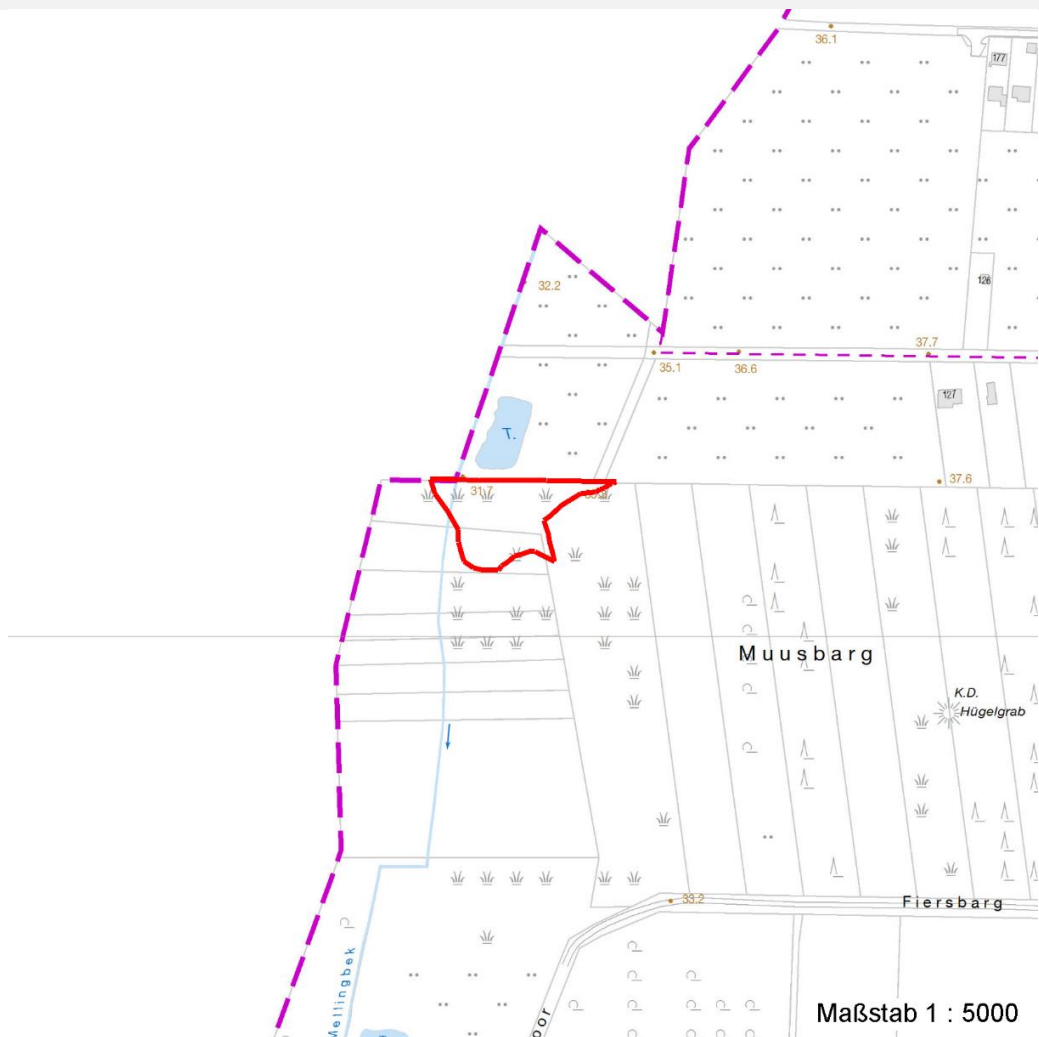 36.1
177
32.2
126
37.7
35.1
36.6
127
T.
31.7
37.6
Muusbarg
K.D.
Hügelgrab
33.2
Fiersbarg
Mellingbek
oor
Maßstab 1 : 5000